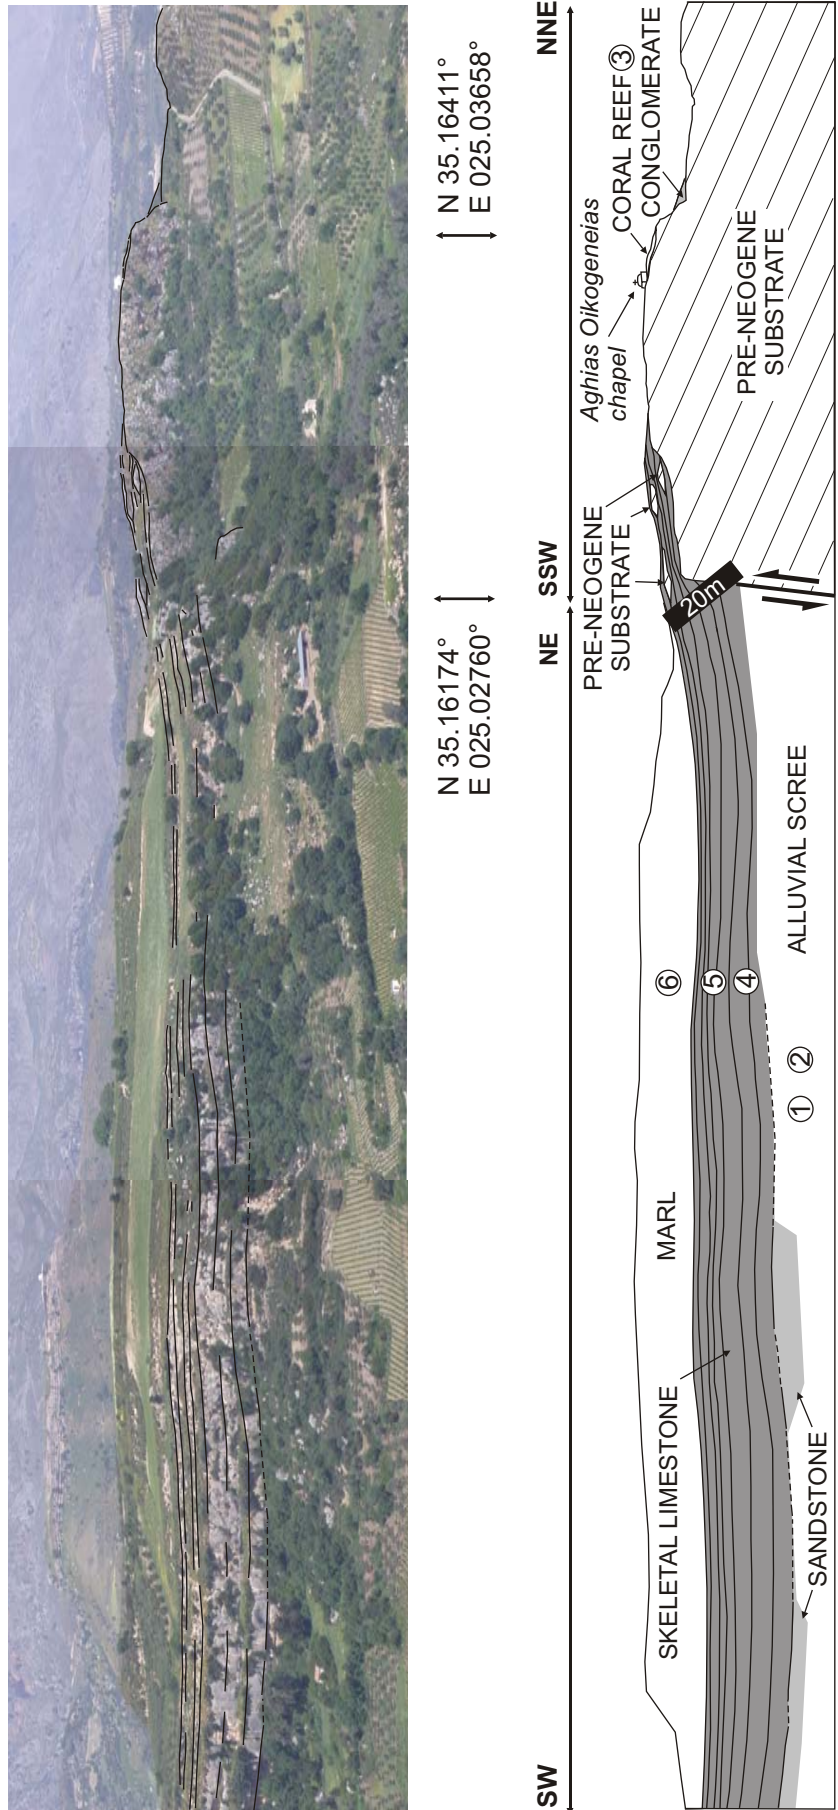 N 35.16174°
E 025.02760°
N 35.16411°
E 025.03658°
SW
NE
SSW
NNE
Aghias Oikogeneias
chapel
CORAL REEF ③
CONGLOMERATE
PRE-NEOGENE
SUBSTRATE
20m
PRE-NEOGENE
SUBSTRATE
SKELETAL LIMESTONE
MARL
⑥
⑤
④
① ②
ALLUVIAL SCREE
SANDSTONE